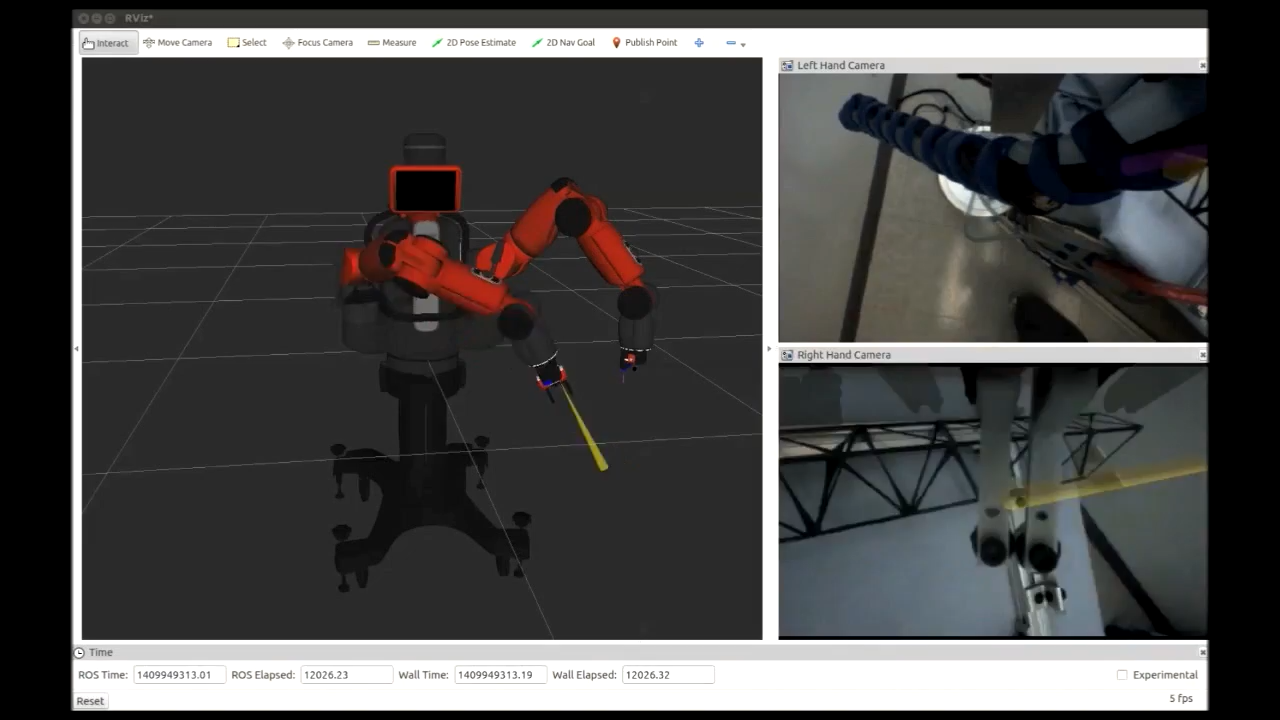 RViz*
Interact Move Camera Select Focus Camera Measure 2D Pose Estimate 2D Nav Goal Publish Point
Left Hand Camera
Right Hand Camera
Time
ROS Time: 1409949313.01 ROS Elapsed: 12026.23 Wall Time: 1409949313.19 Wall Elapsed: 12026.32 Experimental
Reset 5 fps